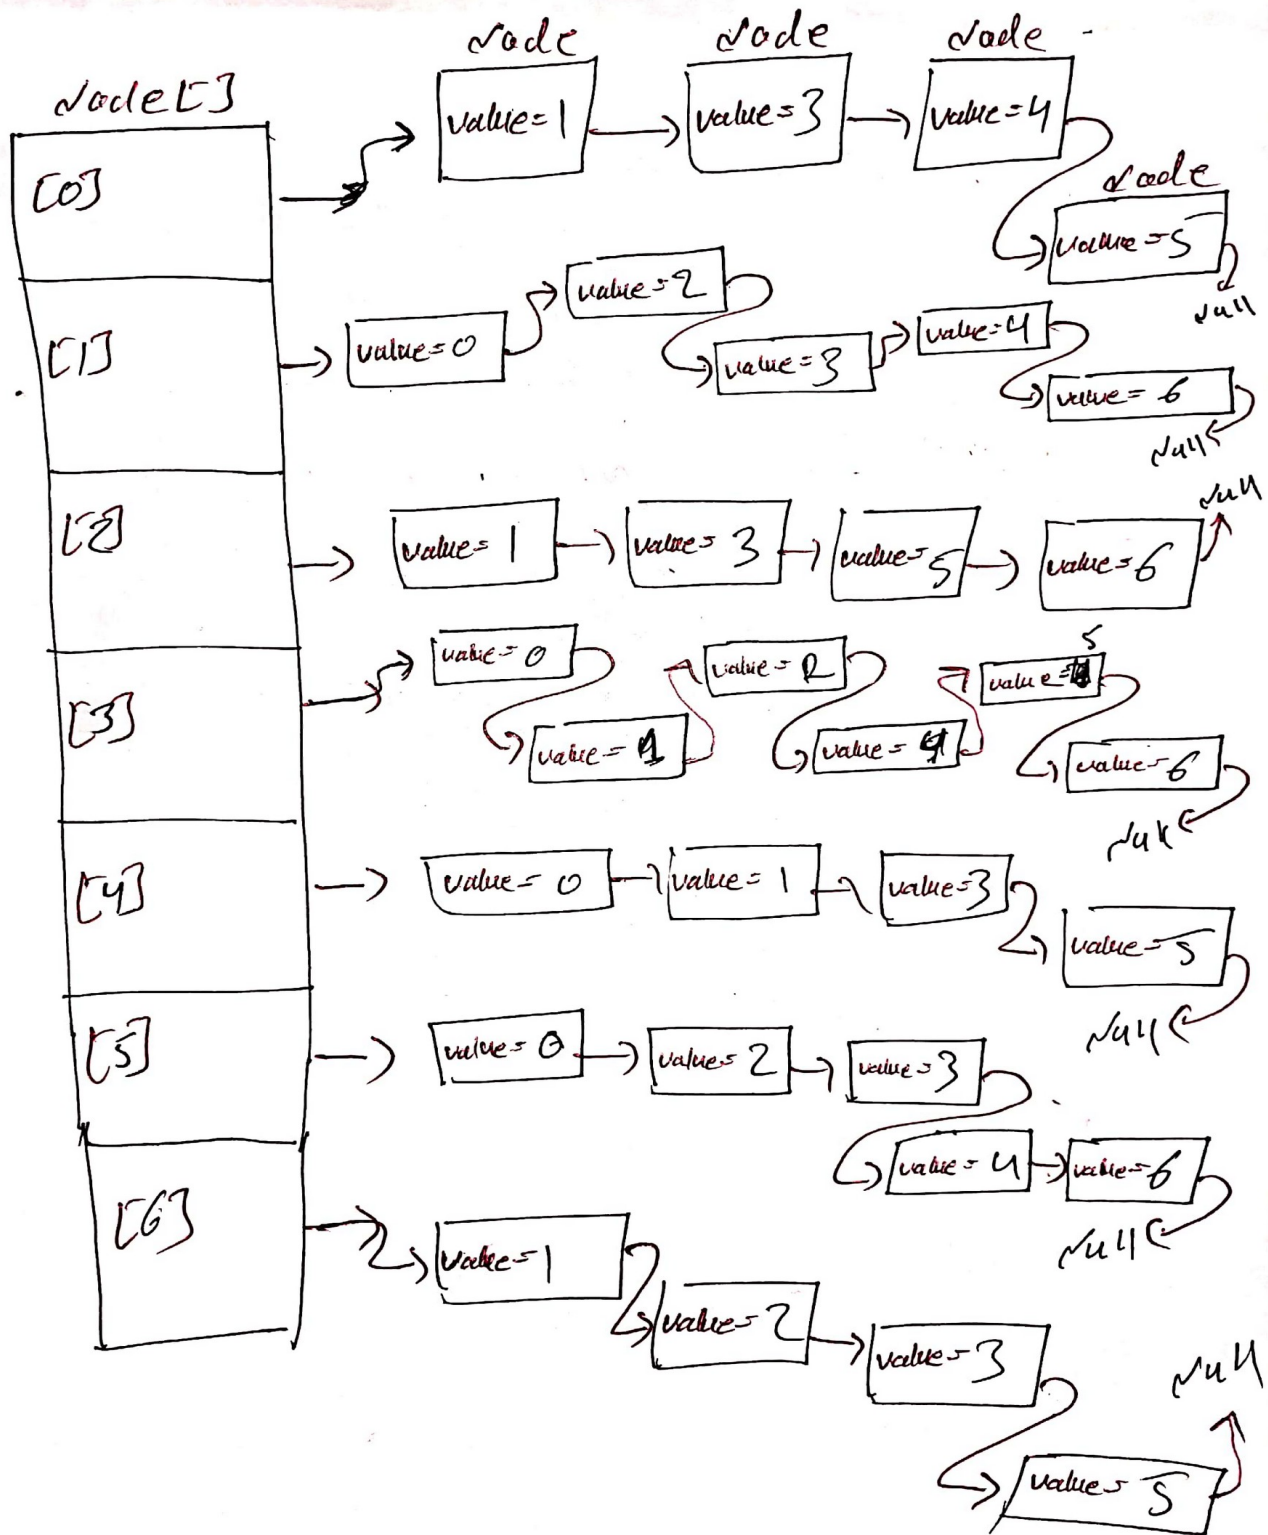 Node Node Node
Node[]
[0]
value=1 value=3 value=4
Node
value=5
Null
[1]
value=0 value=2 value=3 value=4 value=6
Null
[2]
value=1 value=3 value=5 value=6
Null
[3]
value=0 value=1 value=2 value=4 value= 5 value=6
Null
[4]
value=0 value=1 value=3 value=5
Null
[5]
value=0 value=2 value=3 value=4 value=6
Null
[6]
value=1 value=2 value=3 value=5
Null